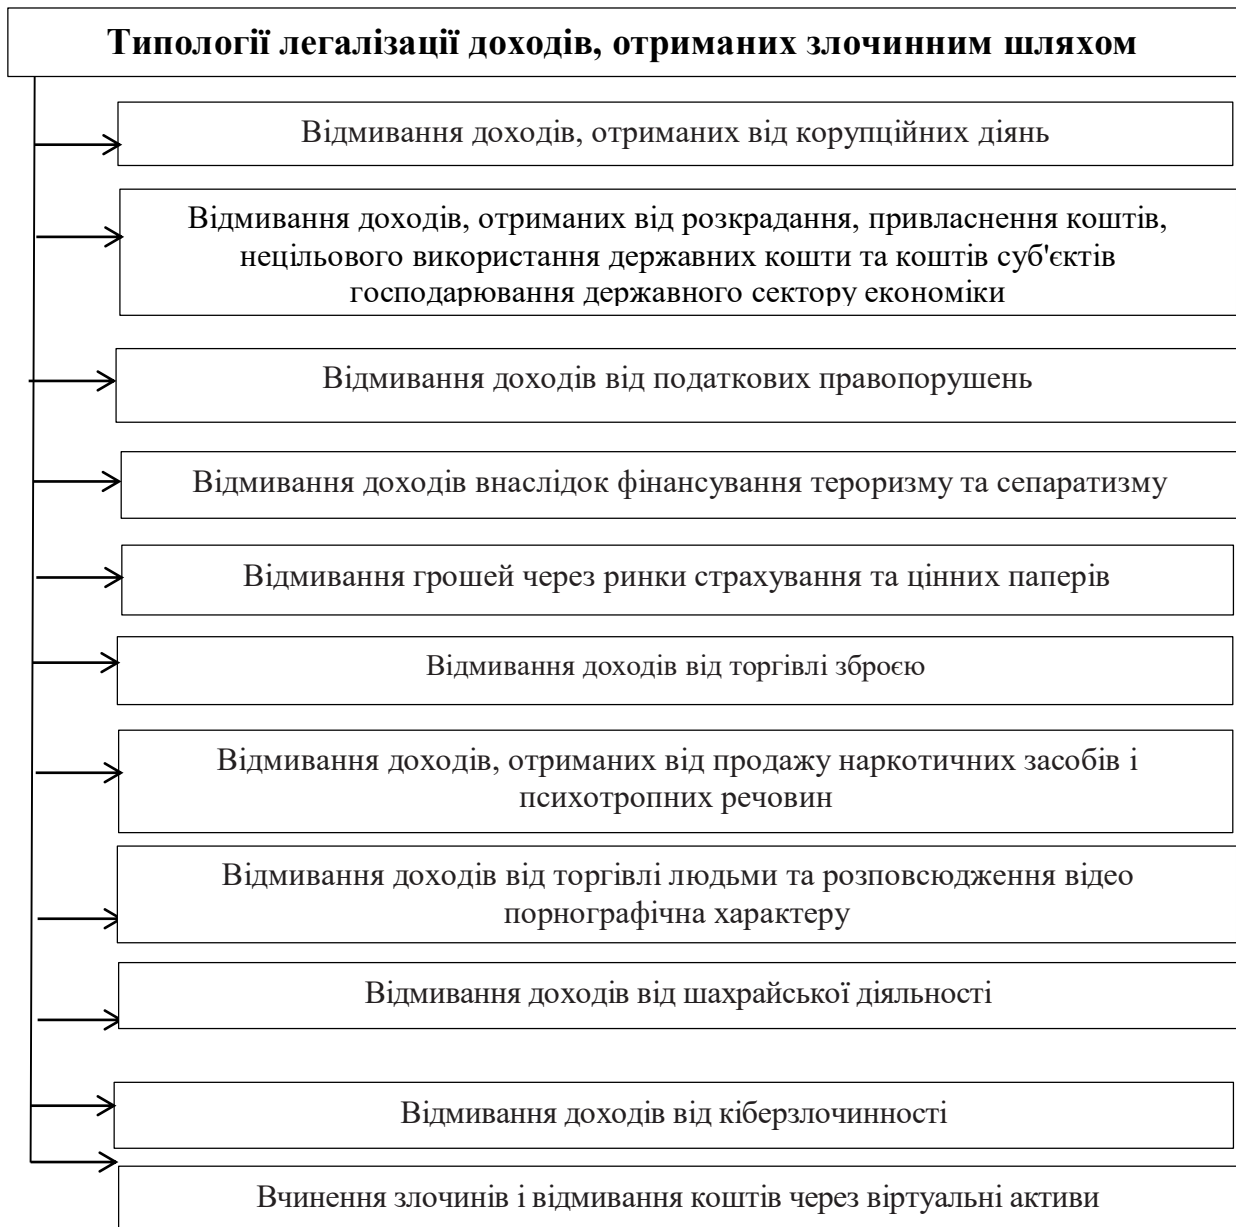 Типології легалізації доходів, отриманих злочинним шляхом
Відмивання доходів, отриманих від корупційних діянь
Відмивання доходів, отриманих від розкрадання, привласнення коштів,
нецільового використання державних кошти та коштів суб'єктів
господарювання державного сектору економіки
Відмивання доходів від податкових правопорушень
Відмивання доходів внаслідок фінансування тероризму та сепаратизму
Відмивання грошей через ринки страхування та цінних паперів
Відмивання доходів від торгівлі зброєю
Відмивання доходів, отриманих від продажу наркотичних засобів і
психотропних речовин
Відмивання доходів від торгівлі людьми та розповсюдження відео
порнографічна характеру
Відмивання доходів від шахрайської діяльності
Відмивання доходів від кіберзлочинності
Вчинення злочинів і відмивання коштів через віртуальні активи